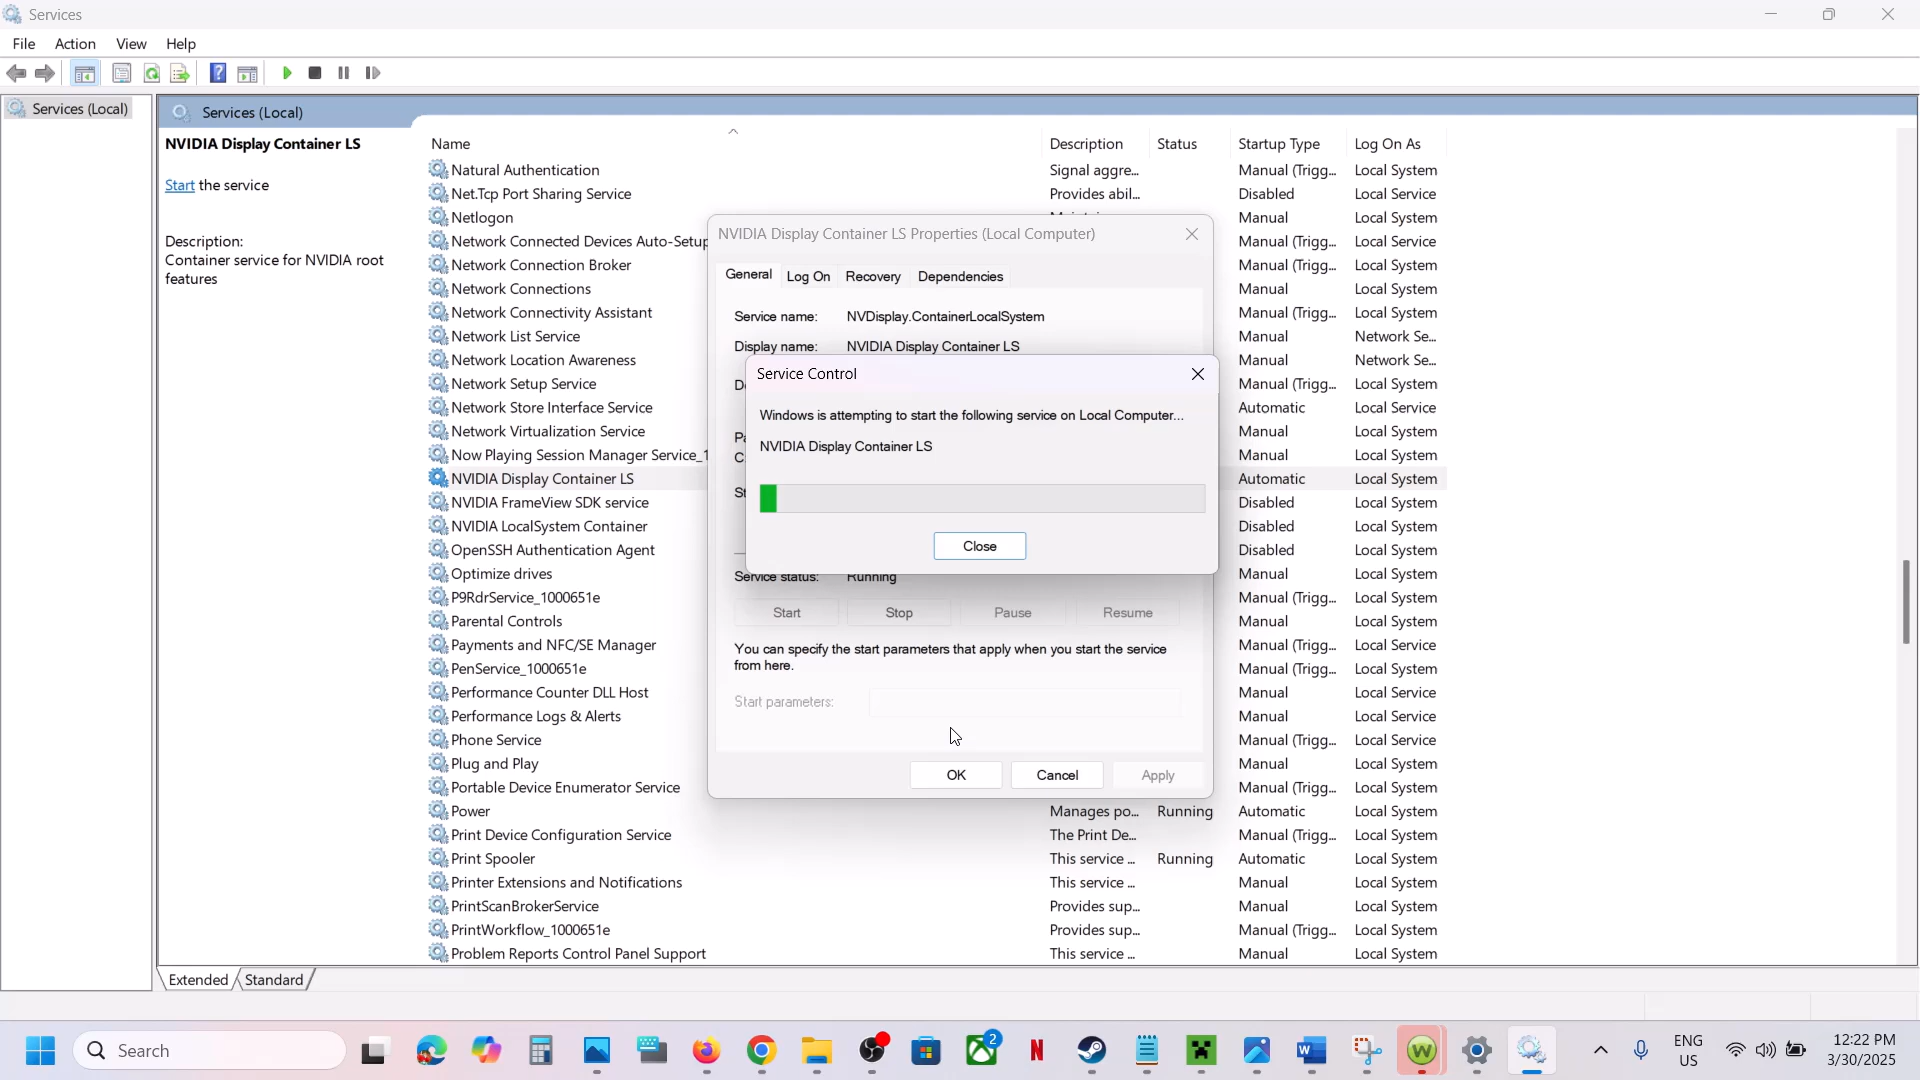 Services
File Action View Help
Services (Local)
Services (Local)
NVIDIA Display Container LS
Start the service
Description:
Container service for NVIDIA root
features
Name Description Status Startup Type Log On As
Natural Authentication Signal aggre... Manual (Trigg... Local System
Net.Tcp Port Sharing Service Provides abil... Disabled Local Service
Netlogon Manual Local System
Network Connected Devices Auto-Setup Manual (Trigg... Local Service
Network Connection Broker Manual (Trigg... Local System
Network Connections Manual Local System
Network Connectivity Assistant Manual (Trigg... Local System
Network List Service Manual Network Se...
Network Location Awareness Manual Network Se...
Network Setup Service Manual (Trigg... Local System
Network Store Interface Service Automatic Local Service
Network Virtualization Service Manual Local System
Now Playing Session Manager Service_1 Manual Local System
NVIDIA Display Container LS Automatic Local System
NVIDIA FrameView SDK service Disabled Local System
NVIDIA LocalSystem Container Disabled Local System
OpenSSH Authentication Agent Disabled Local System
Optimize drives Manual Local System
P9RdrService_1000651e Manual (Trigg... Local System
Parental Controls Manual Local System
Payments and NFC/SE Manager Manual (Trigg... Local Service
PenService_1000651e Manual (Trigg... Local System
Performance Counter DLL Host Manual Local Service
Performance Logs & Alerts Manual Local Service
Phone Service Manual (Trigg... Local Service
Plug and Play Manual Local System
Portable Device Enumerator Service Manual (Trigg... Local System
Power Manages po... Running Automatic Local System
Print Device Configuration Service The Print De... Manual (Trigg... Local System
Print Spooler This service ... Running Automatic Local System
Printer Extensions and Notifications This service ... Manual Local System
PrintScanBrokerService Provides sup... Manual Local System
PrintWorkflow_1000651e Provides sup... Manual (Trigg... Local System
Problem Reports Control Panel Support This service ... Manual Local System
NVIDIA Display Container LS Properties (Local Computer)
General Log On Recovery Dependencies
Service name: NVDisplay.ContainerLocalSystem
Display name: NVIDIA Display Container LS
Service Control
Windows is attempting to start the following service on Local Computer...
NVIDIA Display Container LS
Close
Service status: Running
Start Stop Pause Resume
You can specify the start parameters that apply when you start the service
from here.
Start parameters:
OK Cancel Apply
Extended Standard
Search
2
ENG
US
12:22 PM
3/30/2025